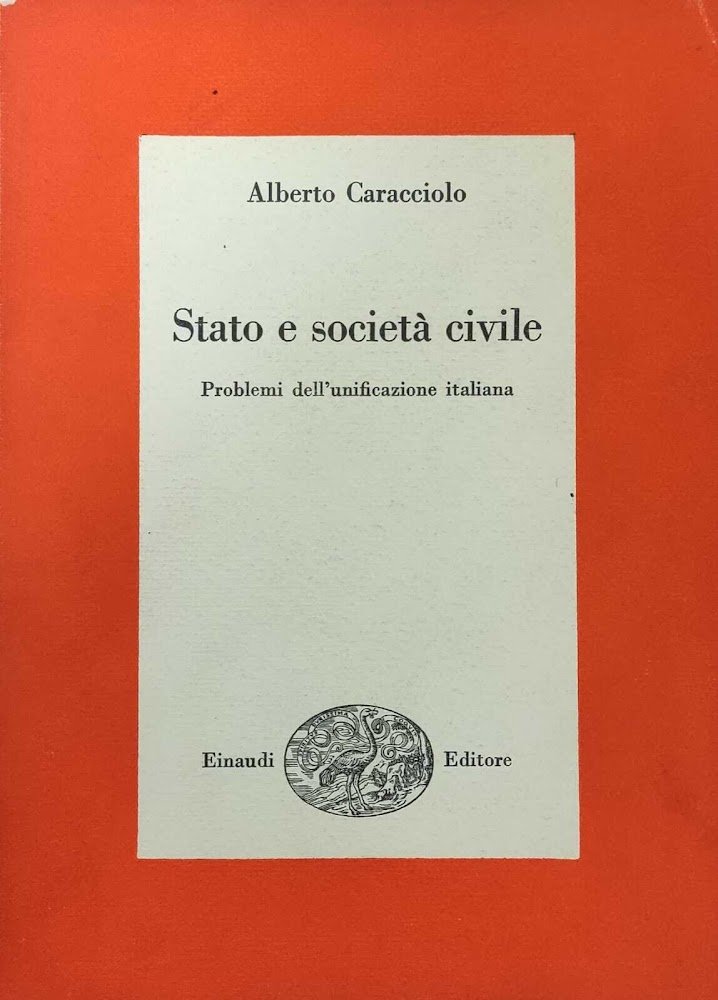 Alberto Caracciolo
Stato e società civile
Problemi dell'unificazione italiana
Einaudi
Editore